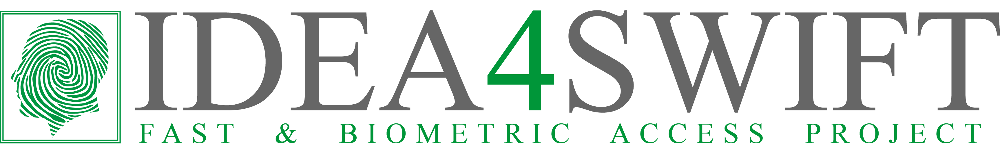 IDEA4SWIFT
FAST & BIOMETRIC ACCESS PROJECT